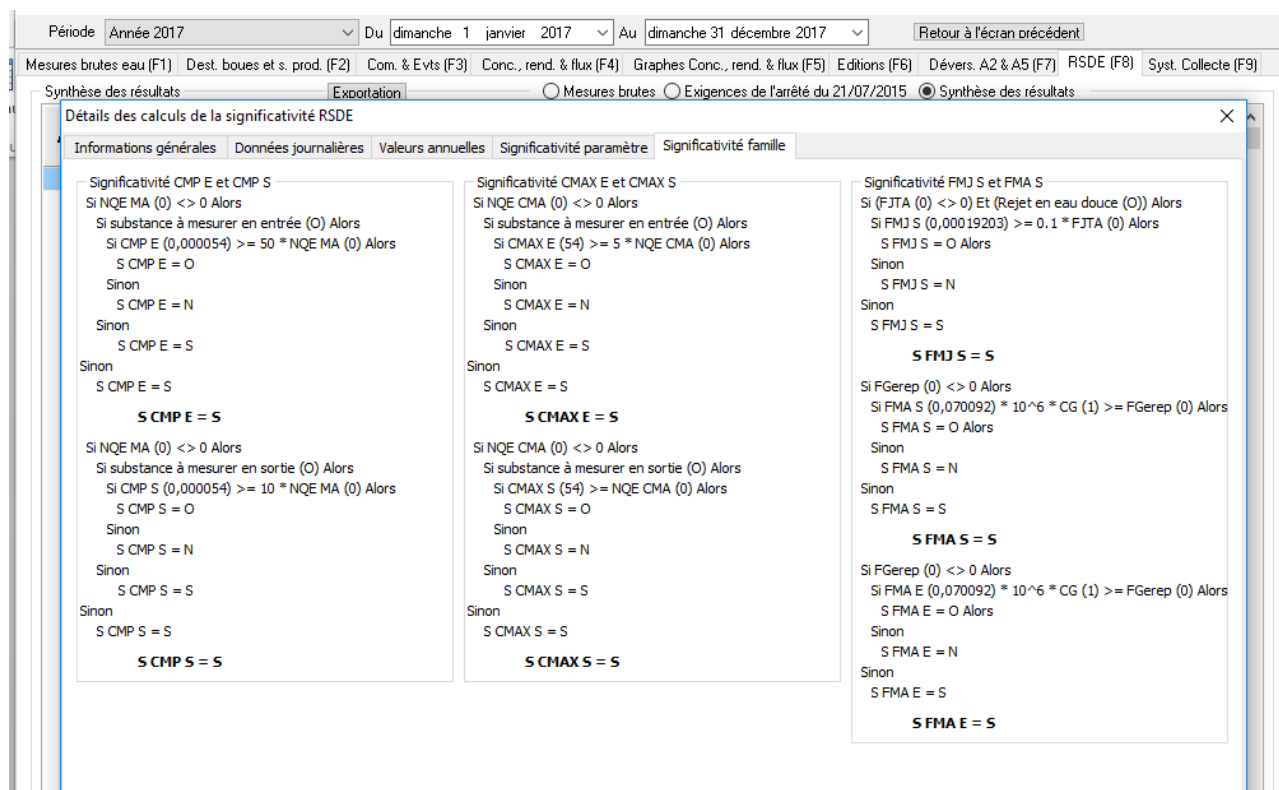 Période Année 2017 Du dimanche 1 janvier 2017 Au dimanche 31 décembre 2017 Retour à l'écran précédent
Mesures brutes eau (F1) Dest. boues et s. prod. (F2) Com. & Evts (F3) Conc., rend. & flux (F4) Graphes Conc., rend. & flux (F5) Editions (F6) Dévers. A2 & A5 (F7) RSDE (F8) Syst. Collecte (F9)
Synthèse des résultats Exportation Mesures brutes Exigences de l'arrêté du 21/07/2015 Synthèse des résultats
Détails des calculs de la significativité RSDE
Informations générales Données journalières Valeurs annuelles Significativité paramètre Significativité famille
Significativité CMP E et CMP S
Si NQE MA (0) <> 0 Alors
Si substance à mesurer en entrée (O) Alors
Si CMP E (0,000054) >= 50 * NQE MA (0) Alors
S CMP E = O
Sinon
S CMP E = N
Sinon
S CMP E = S
Sinon
S CMP E = S
S CMP E = S
Si NQE MA (0) <> 0 Alors
Si substance à mesurer en sortie (O) Alors
Si CMP S (0,000054) >= 10 * NQE MA (0) Alors
S CMP S = O
Sinon
S CMP S = N
Sinon
S CMP S = S
Sinon
S CMP S = S
S CMP S = S
Significativité CMAX E et CMAX S
Si NQE CMA (0) <> 0 Alors
Si substance à mesurer en entrée (O) Alors
Si CMAX E (54) >= 5 * NQE CMA (0) Alors
S CMAX E = O
Sinon
S CMAX E = N
Sinon
S CMAX E = S
Sinon
S CMAX E = S
S CMAX E = S
Si NQE CMA (0) <> 0 Alors
Si substance à mesurer en sortie (O) Alors
Si CMAX S (54) >= NQE CMA (0) Alors
S CMAX S = O
Sinon
S CMAX S = N
Sinon
S CMAX S = S
Sinon
S CMAX S = S
S CMAX S = S
Significativité FMJ S et FMA S
Si (FJTA (0) <> 0) Et (Rejet en eau douce (O)) Alors
Si FMJ S (0,00019203) >= 0.1 * FJTA (0) Alors
S FMJ S = O Alors
Sinon
S FMJ S = N
Sinon
S FMJ S = S
S FMJ S = S
Si FGerep (0) <> 0 Alors
Si FMA S (0,070092) * 10^6 * CG (1) >= FGerep (0) Alors
S FMA S = O Alors
Sinon
S FMA S = N
Sinon
S FMA S = S
S FMA S = S
Si FGerep (0) <> 0 Alors
Si FMA E (0,070092) * 10^6 * CG (1) >= FGerep (0) Alors
S FMA E = O Alors
Sinon
S FMA E = N
Sinon
S FMA E = S
S FMA E = S